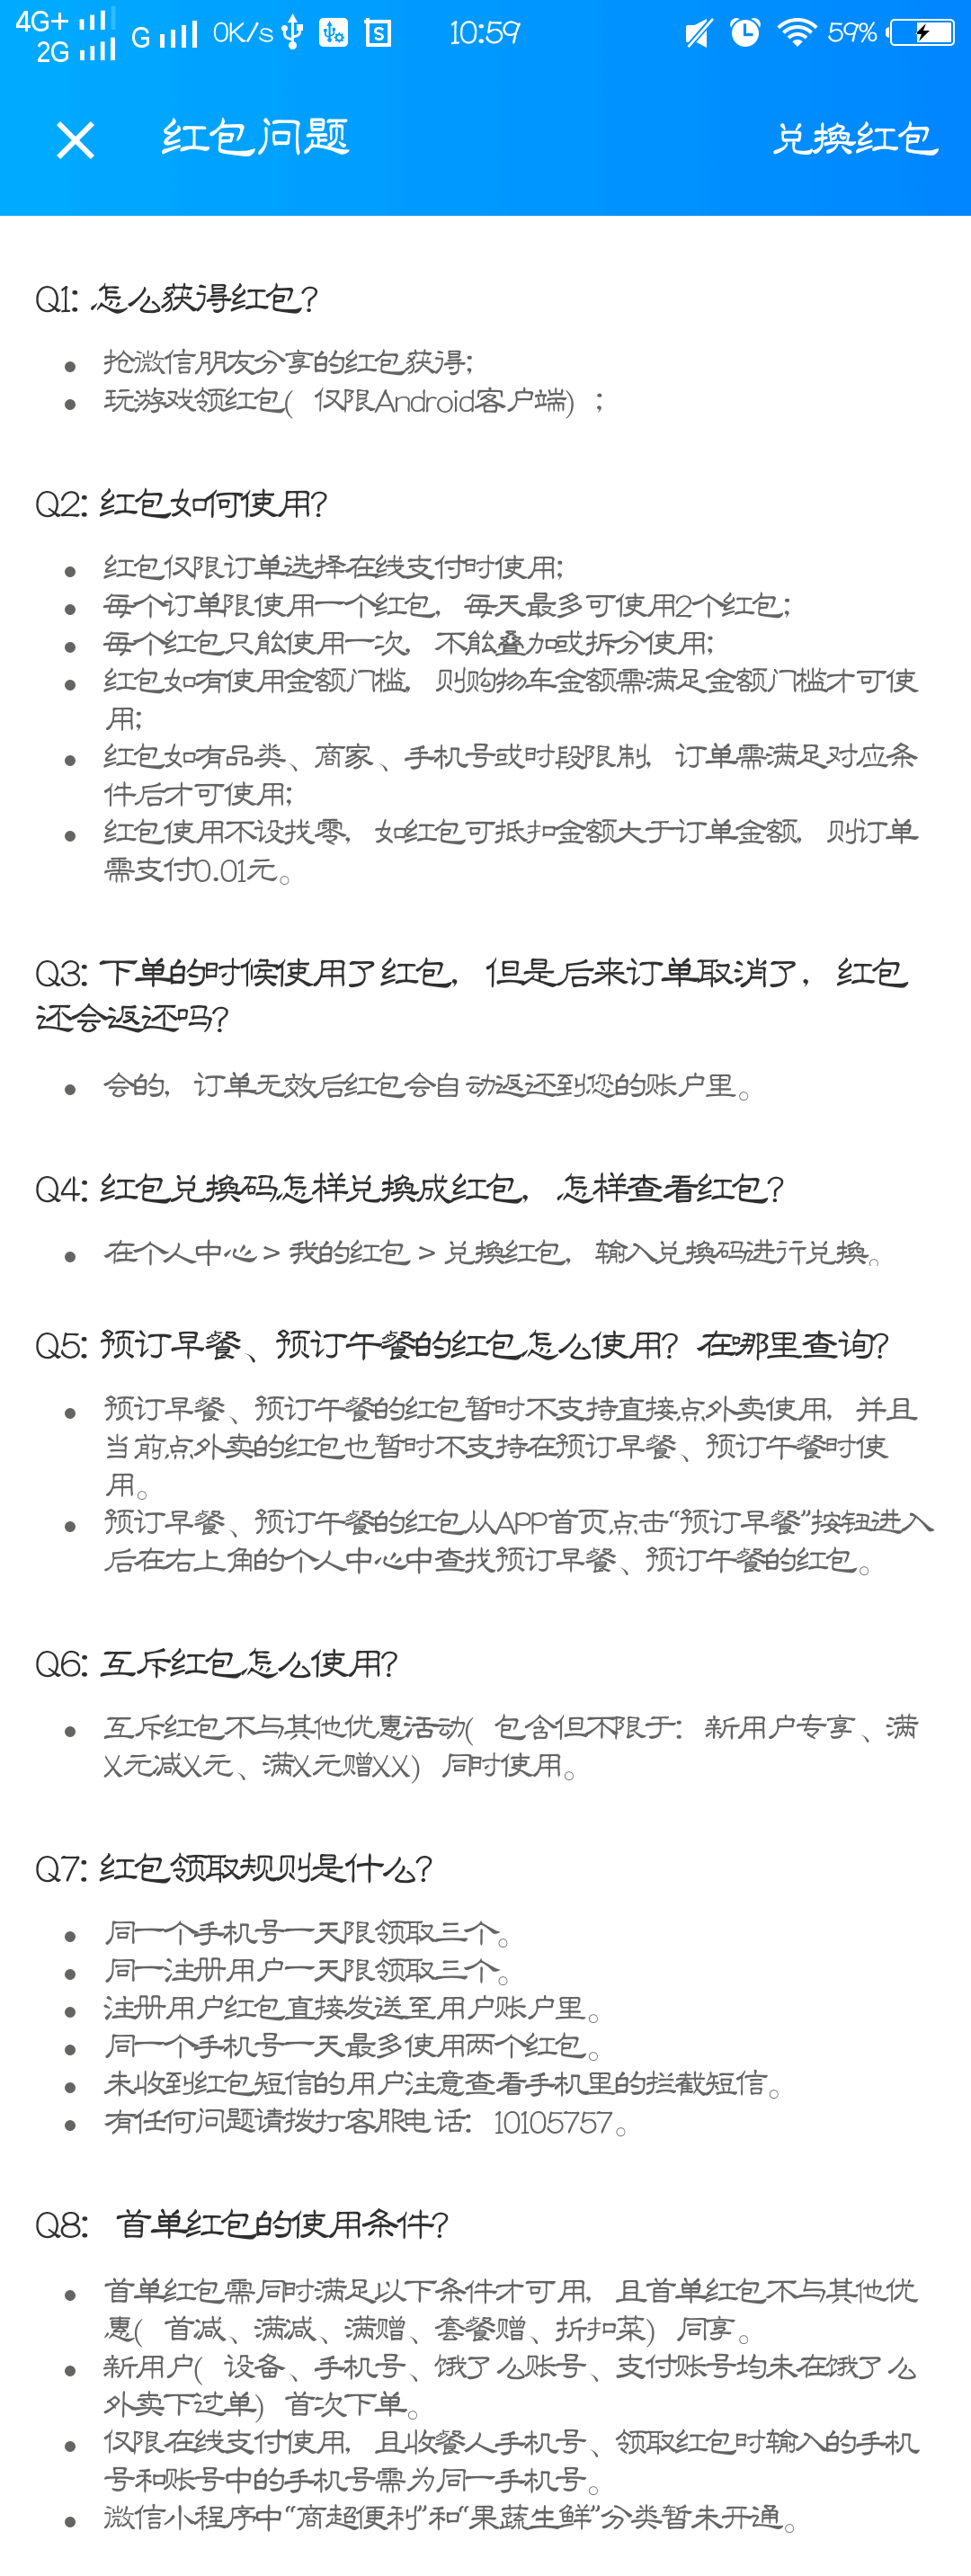 4G+ 2G G 0K/s 10:59 59%
红包问题 兑换红包
Q1: 怎么获得红包?
● 抢微信朋友分享的红包获得;
● 玩游戏领红包( 仅限Android客户端) ;
Q2: 红包如何使用?
● 红包仅限订单选择在线支付时使用;
● 每个订单限使用一个红包, 每天最多可使用2个红包;
● 每个红包只能使用一次, 不能叠加或拆分使用;
● 红包如有使用金额门槛, 则购物车金额需满足金额门槛才可使
用;
● 红包如有品类、商家、手机号或时段限制, 订单需满足对应条
件后才可使用;
● 红包使用不设找零, 如红包可抵扣金额大于订单金额, 则订单
需支付0.01元。
Q3: 下单的时候使用了红包, 但是后来订单取消了, 红包
还会返还吗?
● 会的, 订单无效后红包会自动返还到您的账户里。
Q4: 红包兑换码怎样兑换成红包, 怎样查看红包?
● 在个人中心 > 我的红包 > 兑换红包, 输入兑换码进行兑换。
Q5: 预订早餐、预订午餐的红包怎么使用? 在哪里查询?
● 预订早餐、预订午餐的红包暂时不支持直接点外卖使用, 并且
当前点外卖的红包也暂时不支持在预订早餐、预订午餐时使
用。
● 预订早餐、预订午餐的红包从APP首页点击“预订早餐”按钮进入
后在右上角的个人中心中查找预订早餐、预订午餐的红包。
Q6: 互斥红包怎么使用?
● 互斥红包不与其他优惠活动( 包含但不限于: 新用户专享、满
X元减X元、满X元赠XX) 同时使用。
Q7: 红包领取规则是什么?
● 同一个手机号一天限领取三个。
● 同一注册用户一天限领取三个。
● 注册用户红包直接发送至用户账户里。
● 同一个手机号一天最多使用两个红包。
● 未收到红包短信的用户注意查看手机里的拦截短信。
● 有任何问题请拨打客服电话: 10105757。
Q8: 首单红包的使用条件?
● 首单红包需同时满足以下条件才可用, 且首单红包不与其他优
惠( 首减、满减、满赠、套餐赠、折扣菜) 同享。
● 新用户( 设备、手机号、饿了么账号、支付账号均未在饿了么
外卖下过单) 首次下单。
● 仅限在线支付使用, 且收餐人手机号、领取红包时输入的手机
号和账号中的手机号需为同一手机号。
● 微信小程序中“商超便利”和“果蔬生鲜”分类暂未开通。